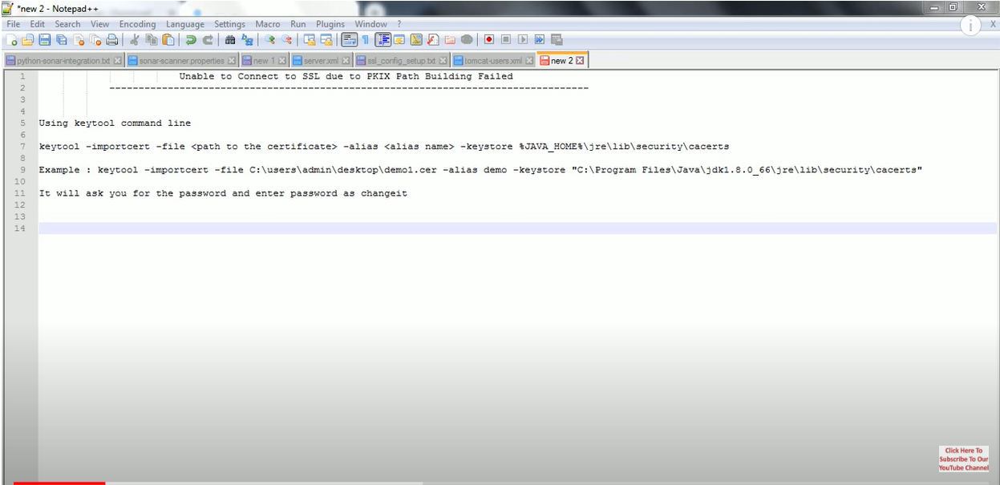 *new 2 - Notepad++
File Edit Search View Encoding Language Settings Macro Run Plugins Window ? X
python-sonar-integration.txt sonar-scanner.properties new 1 server.xml ssl_config_setup.txt tomcat-users.xml new 2
1 Unable to Connect to SSL due to PKIX Path Building Failed
2 ----------------------------------------------------------------------------------
3
4
5 Using keytool command line
6
7 keytool -importcert -file <path to the certificate> -alias <alias name> -keystore %JAVA_HOME%\jre\lib\security\cacerts
8
9 Example : keytool -importcert -file C:\users\admin\desktop\demo1.cer -alias demo -keystore "C:\Program Files\Java\jdk1.8.0_66\jre\lib\security\cacerts"
10
11 It will ask you for the password and enter password as changeit
12
13
14
Click Here To
Subscribe To Our
YouTube Channel